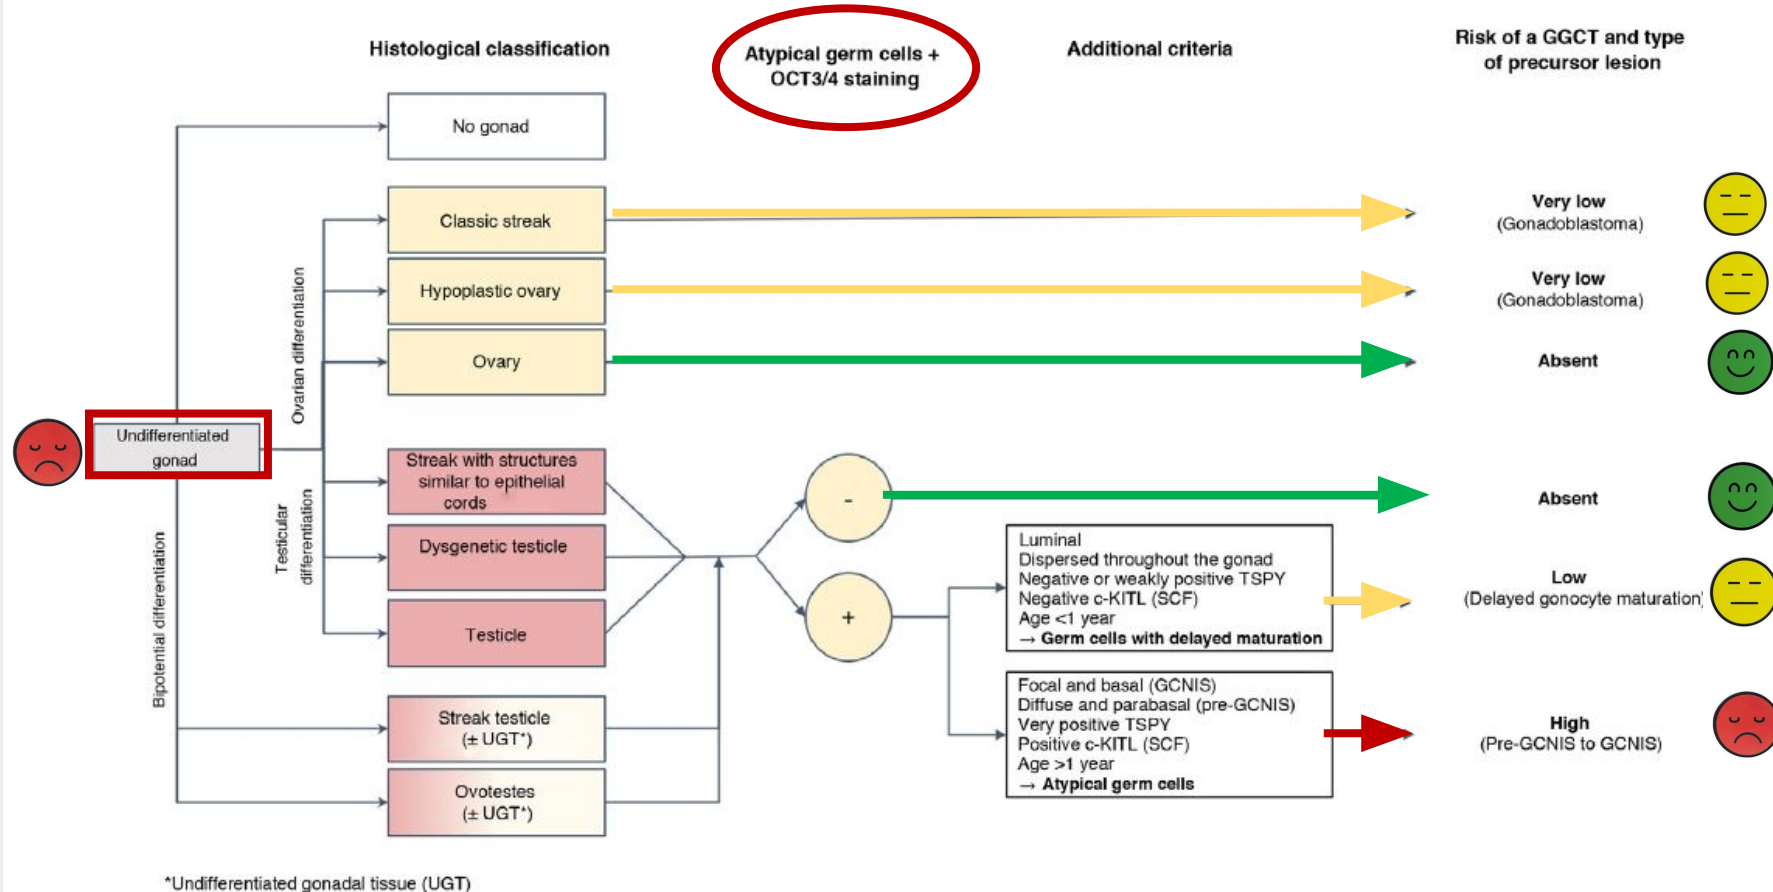 Histological classification
Atypical germ cells +
OCT3/4 staining
Additional criteria
Risk of a GGCT and type
of precursor lesion
No gonad
Classic streak
Very low
(Gonadoblastoma)
Hypoplastic ovary
Very low
(Gonadoblastoma)
Ovarian differentiation
Ovary
Absent
Undifferentiated
gonad
Streak with structures
similar to epithelial
cords
-
Absent
Testicular
differentiation
Dysgenetic testicle
Testicle
+
Luminal
Dispersed throughout the gonad
Negative or weakly positive TSPY
Negative c-KITL (SCF)
Age <1 year
→ Germ cells with delayed maturation
Low
(Delayed gonocyte maturation)
Bipotential differentiation
Streak testicle
(± UGT*)
Ovotestes
(± UGT*)
Focal and basal (GCNIS)
Diffuse and parabasal (pre-GCNIS)
Very positive TSPY
Positive c-KITL (SCF)
Age >1 year
→ Atypical germ cells
High
(Pre-GCNIS to GCNIS)
*Undifferentiated gonadal tissue (UGT)